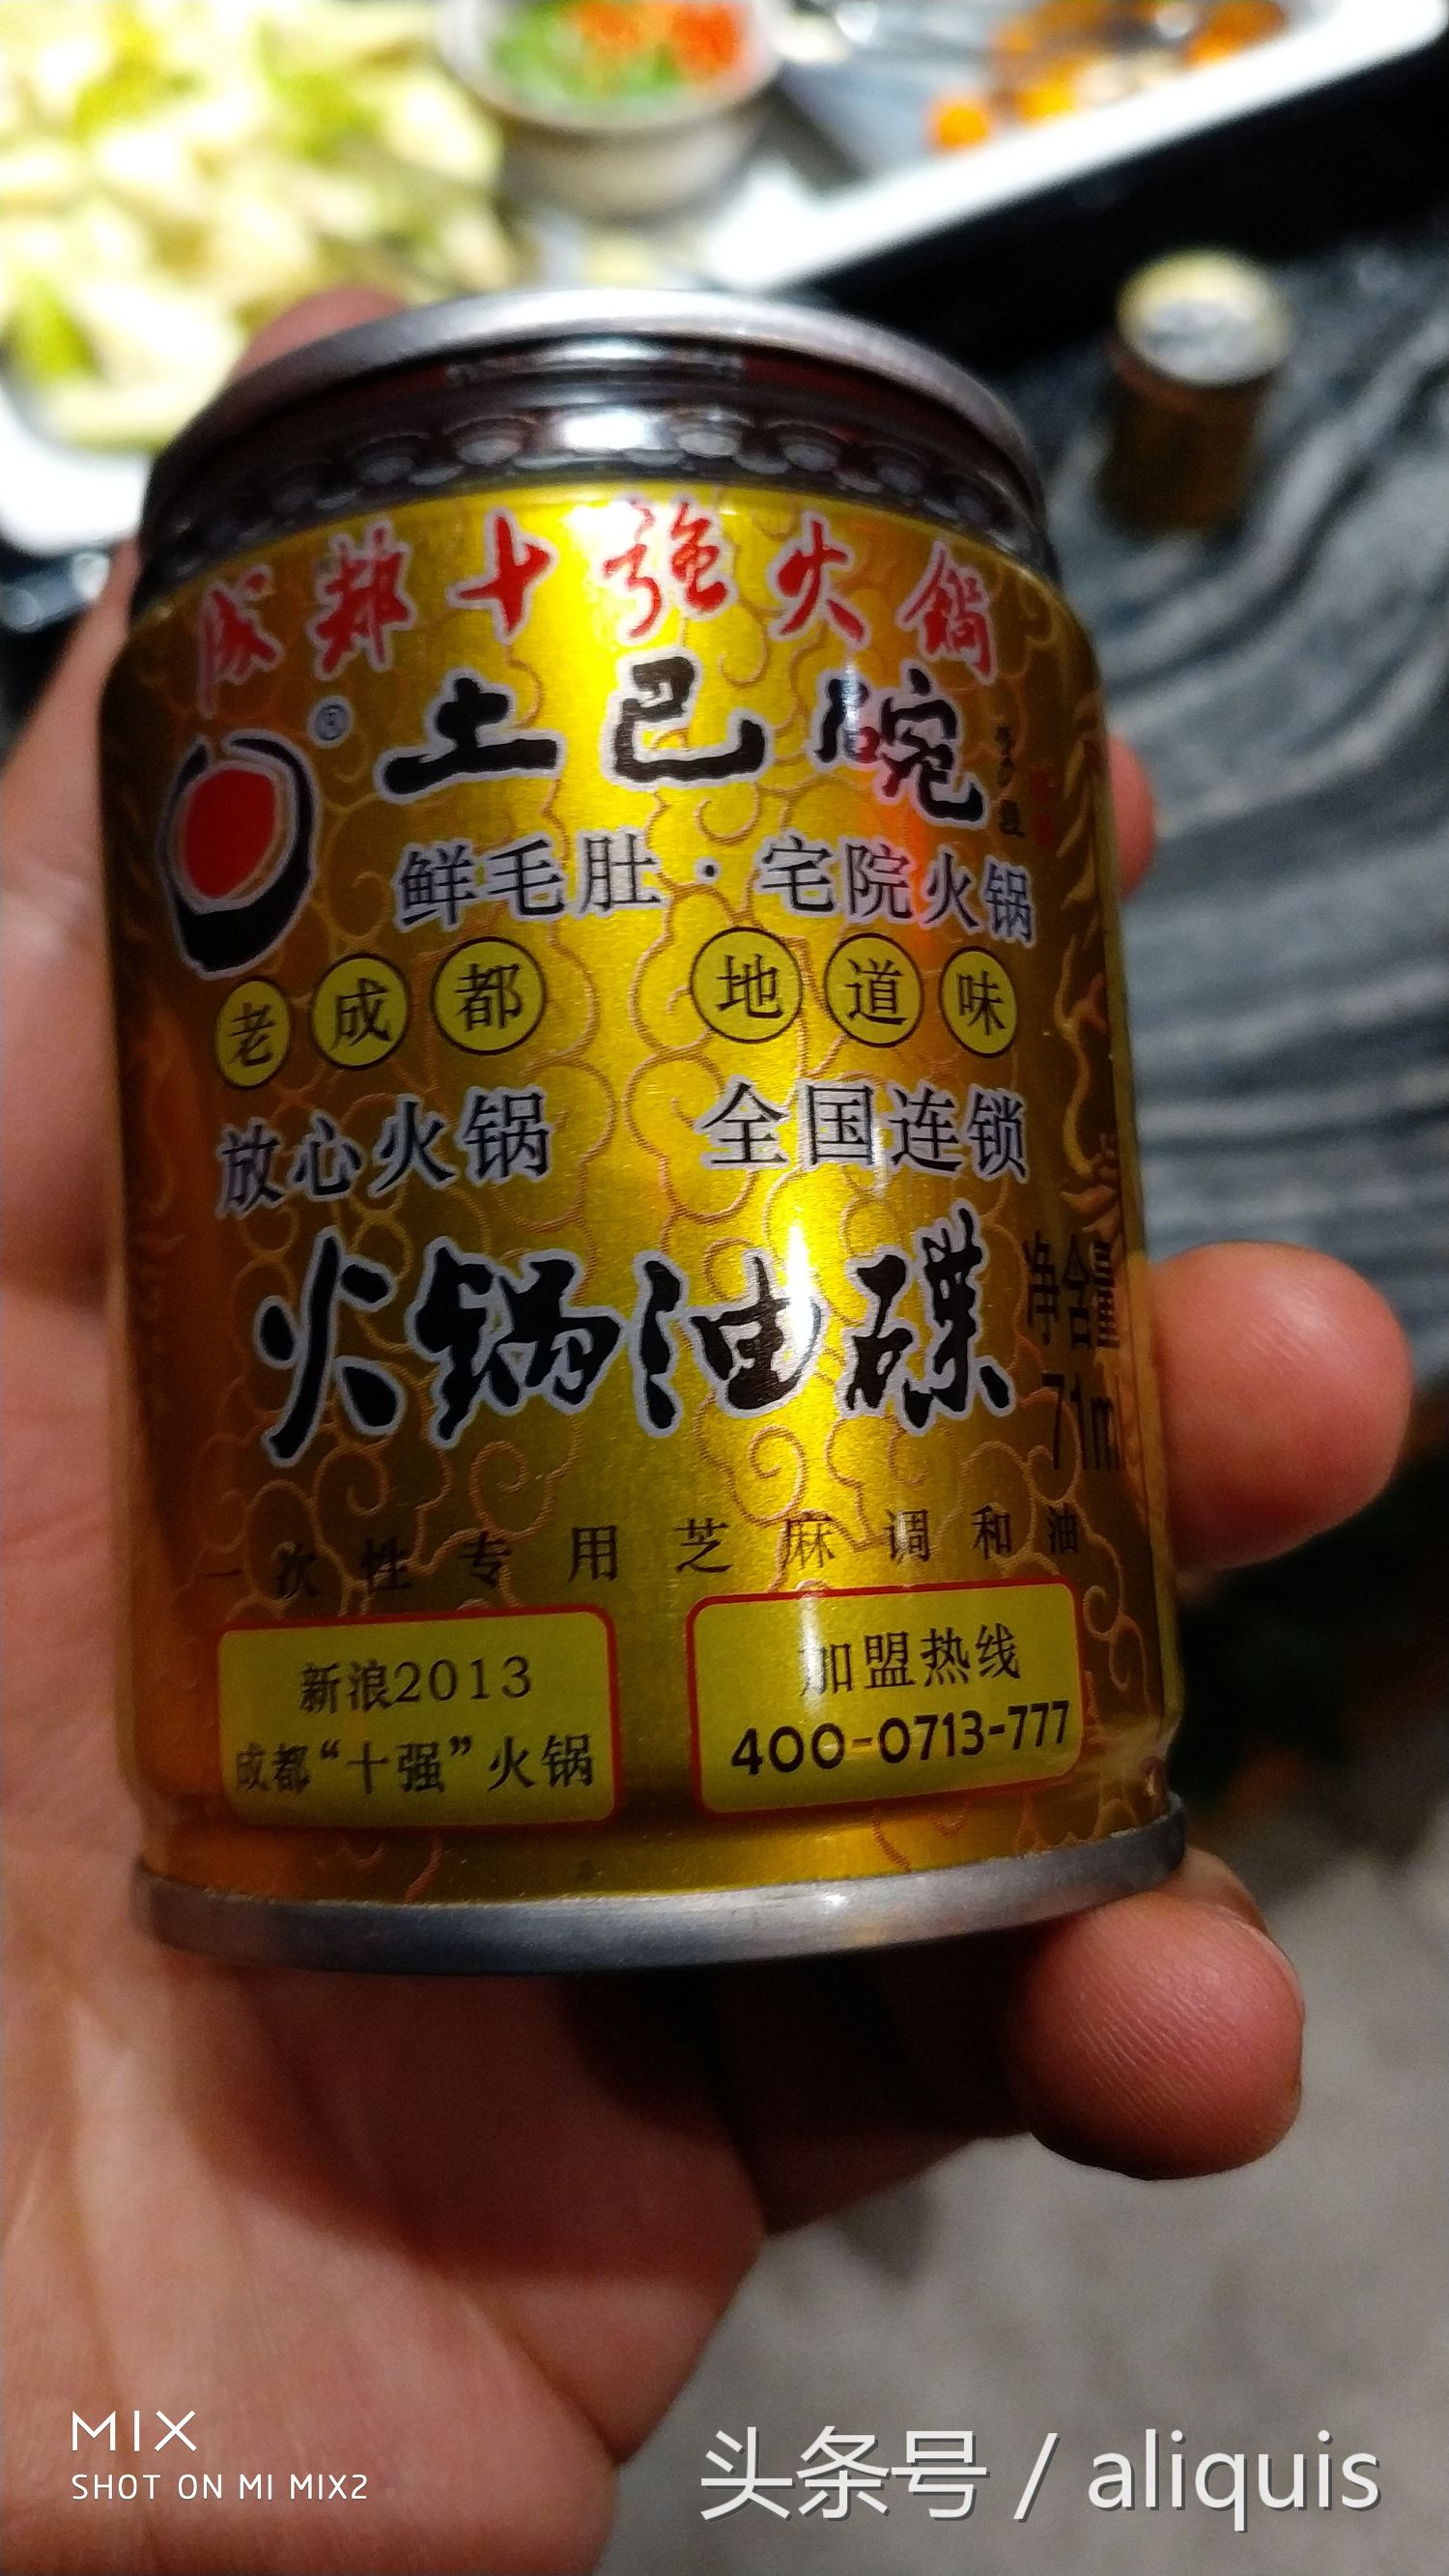 成都十强火锅
®
土巴碗
鲜毛肚·宅院火锅
老成都 地道味
放心火锅 全国连锁
火锅油碟
净含量
71m
一次性专用芝麻调和油
新浪2013
成都“十强”火锅
加盟热线
400-0713-777
MIX
SHOT ON MI MIX2
头条号 / aliquis